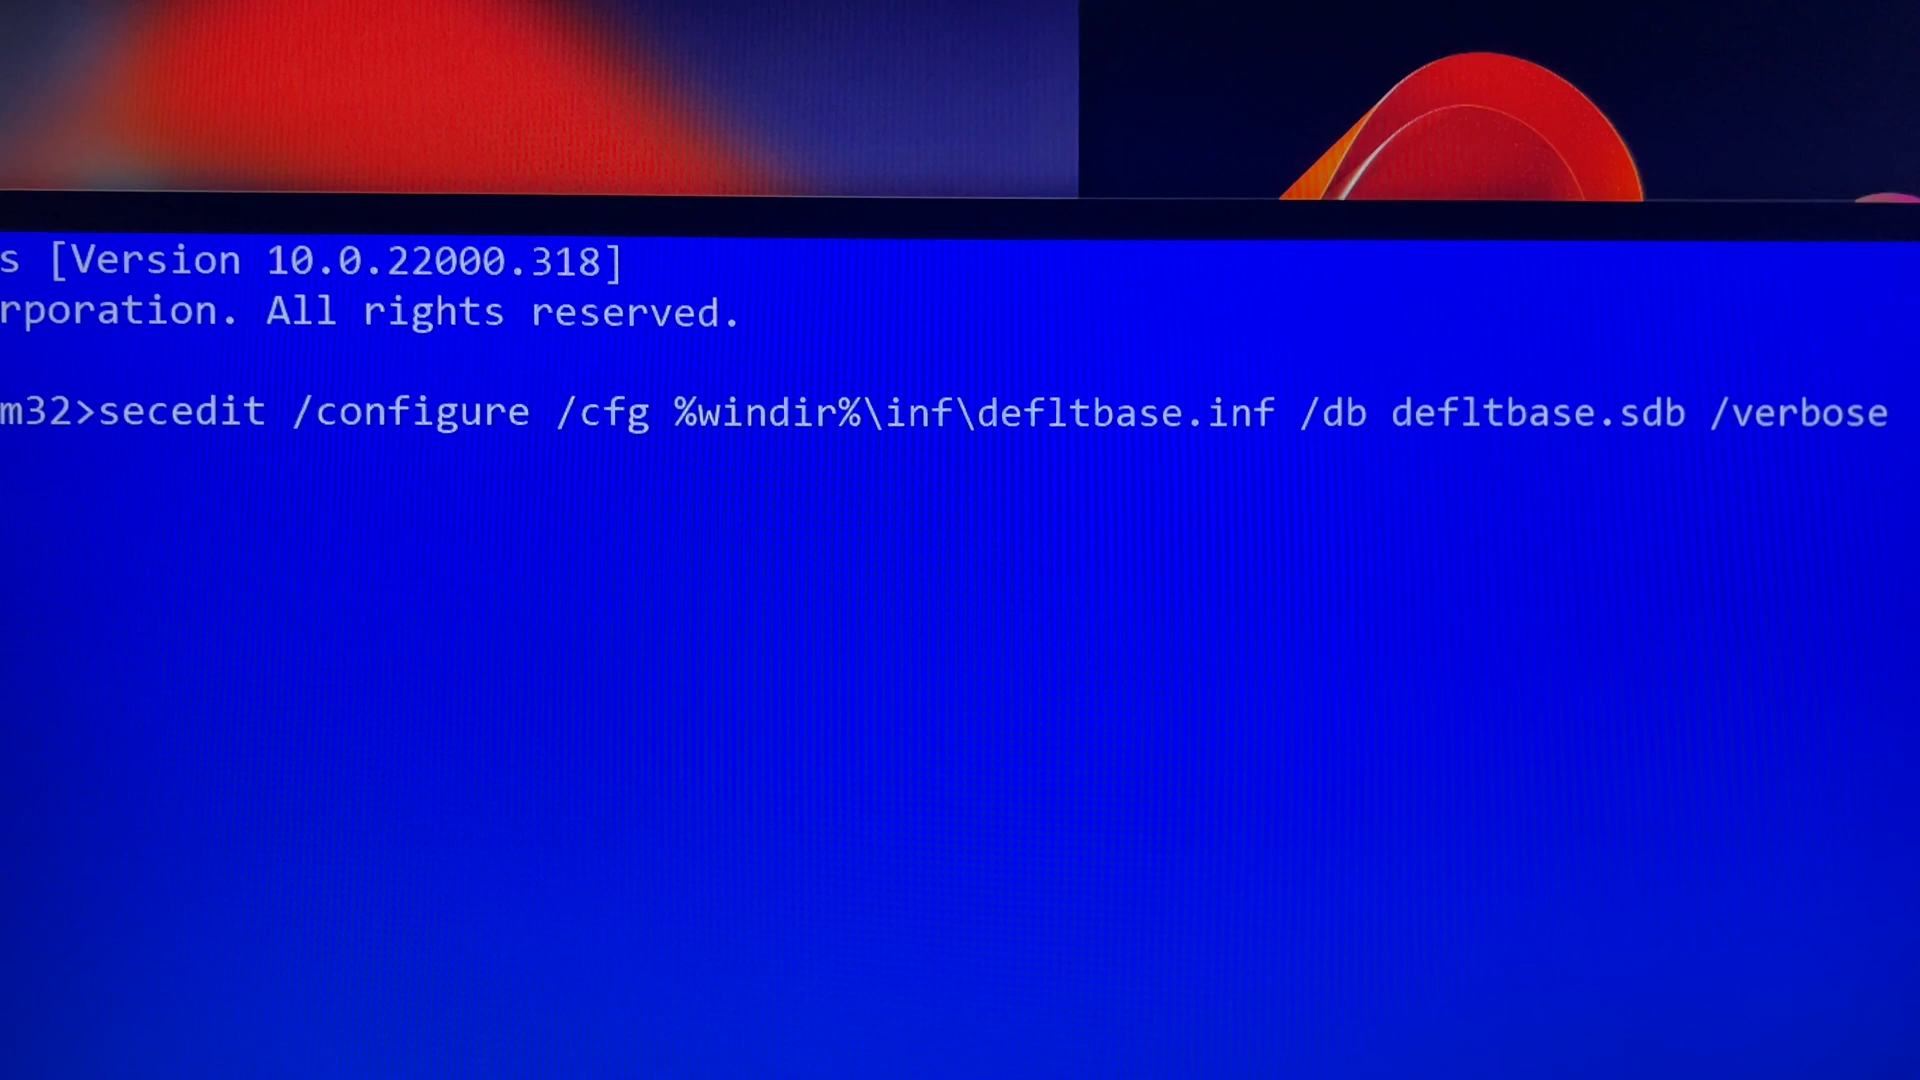 s [Version 10.0.22000.318]
rporation. All rights reserved.
m32>secedit /configure /cfg %windir%\inf\defltbase.inf /db defltbase.sdb /verbose